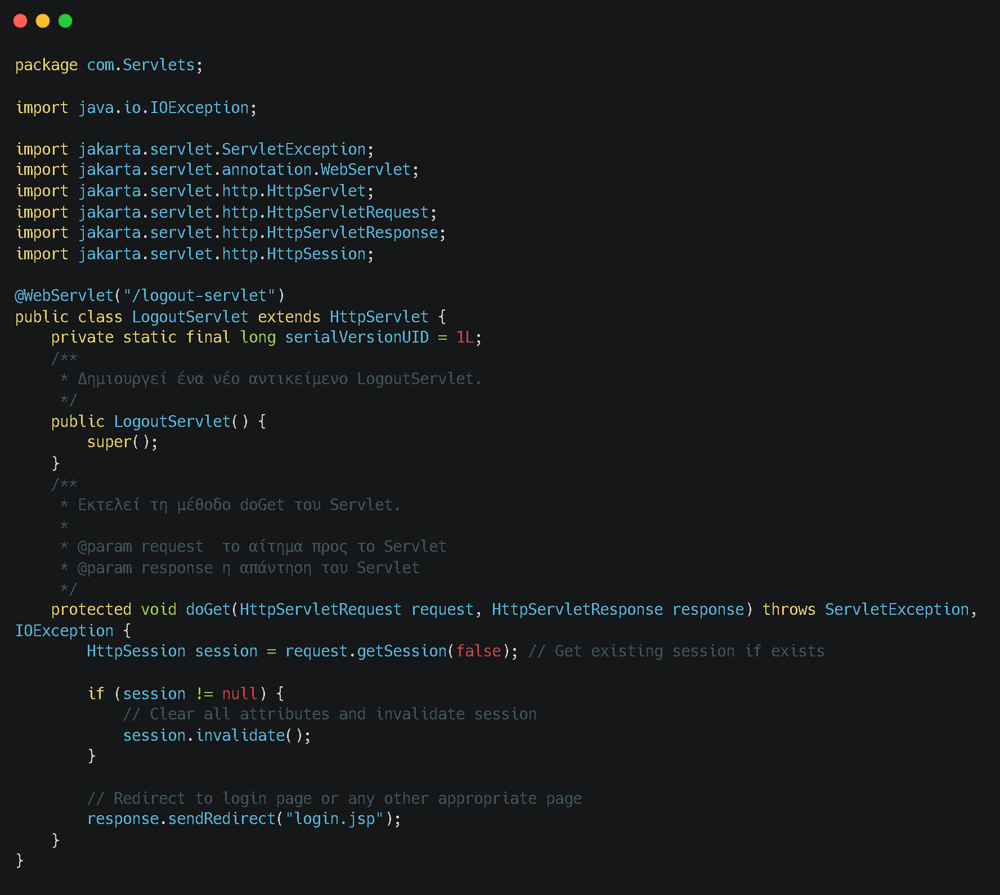 package com.Servlets;
import java.io.IOException;
import jakarta.servlet.ServletException;
import jakarta.servlet.annotation.WebServlet;
import jakarta.servlet.http.HttpServlet;
import jakarta.servlet.http.HttpServletRequest;
import jakarta.servlet.http.HttpServletResponse;
import jakarta.servlet.http.HttpSession;
@WebServlet("/logout-servlet")
public class LogoutServlet extends HttpServlet {
    private static final long serialVersionUID = 1L;
    /**
     * Δημιουργεί ένα νέο αντικείμενο LogoutServlet.
     */
    public LogoutServlet() {
        super();
    }
    /**
     * Εκτελεί τη μέθοδο doGet του Servlet.
     *
     * @param request  το αίτημα προς το Servlet
     * @param response η απάντηση του Servlet
     */
    protected void doGet(HttpServletRequest request, HttpServletResponse response) throws ServletException,
IOException {
        HttpSession session = request.getSession(false); // Get existing session if exists
        if (session != null) {
            // Clear all attributes and invalidate session
            session.invalidate();
        }
        // Redirect to login page or any other appropriate page
        response.sendRedirect("login.jsp");
    }
}